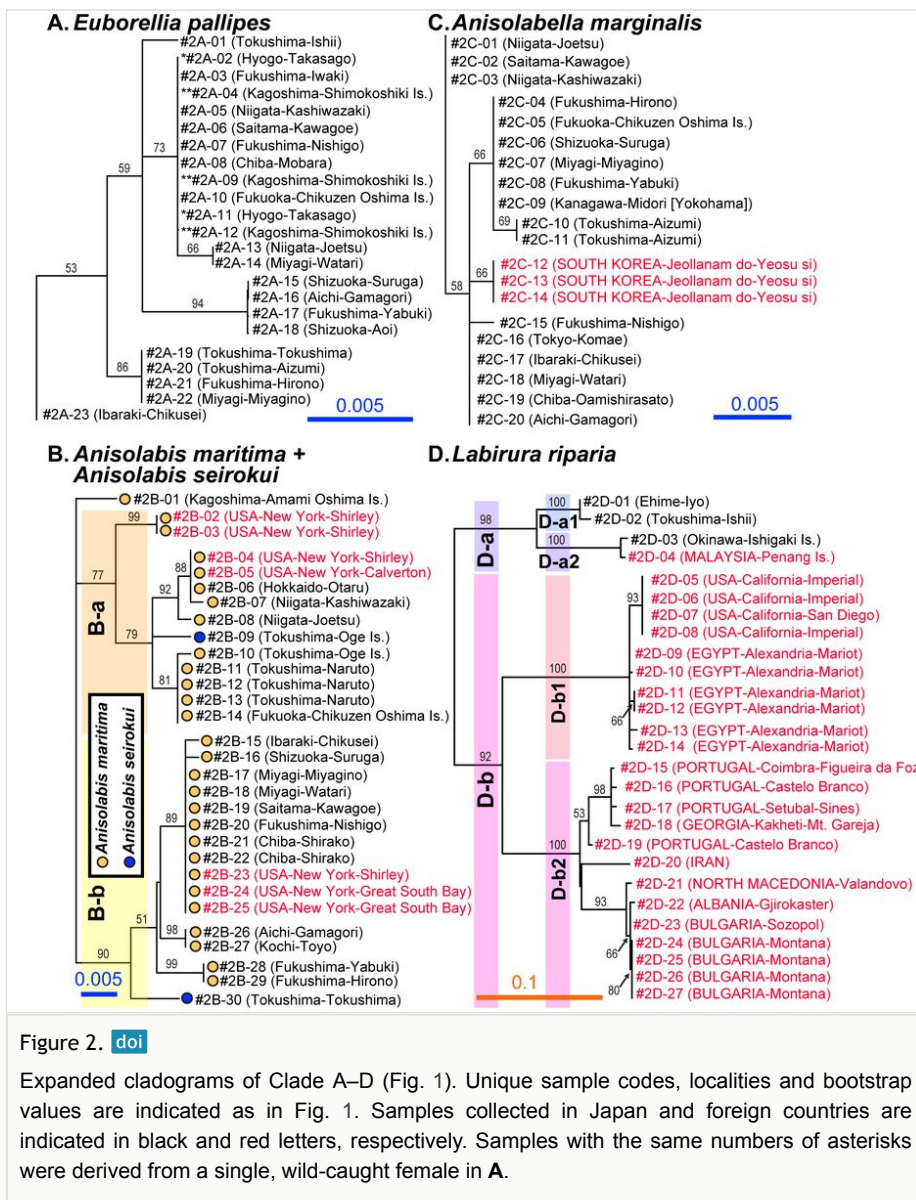 A. Euborellia pallipes
#2A-01 (Tokushima-Ishii)
*#2A-02 (Hyogo-Takasago)
#2A-03 (Fukushima-Iwaki)
**#2A-04 (Kagoshima-Shimokoshiki Is.)
#2A-05 (Niigata-Kashiwazaki)
#2A-06 (Saitama-Kawagoe)
#2A-07 (Fukushima-Nishigo)
73
#2A-08 (Chiba-Mobara)
59
**#2A-09 (Kagoshima-Shimokoshiki Is.)
#2A-10 (Fukuoka-Chikuzen Oshima Is.)
*#2A-11 (Hyogo-Takasago)
**#2A-12 (Kagoshima-Shimokoshiki Is.)
66
#2A-13 (Niigata-Joetsu)
#2A-14 (Miyagi-Watari)
53
#2A-15 (Shizuoka-Suruga)
94
#2A-16 (Aichi-Gamagori)
#2A-17 (Fukushima-Yabuki)
#2A-18 (Shizuoka-Aoi)
#2A-19 (Tokushima-Tokushima)
86
#2A-20 (Tokushima-Aizumi)
#2A-21 (Fukushima-Hirono)
#2A-22 (Miyagi-Miyagino)
#2A-23 (Ibaraki-Chikusei)
0.005
C. Anisolabella marginalis
#2C-01 (Niigata-Joetsu)
#2C-02 (Saitama-Kawagoe)
#2C-03 (Niigata-Kashiwazaki)
#2C-04 (Fukushima-Hirono)
#2C-05 (Fukuoka-Chikuzen Oshima Is.)
#2C-06 (Shizuoka-Suruga)
66
#2C-07 (Miyagi-Miyagino)
#2C-08 (Fukushima-Yabuki)
#2C-09 (Kanagawa-Midori [Yokohama])
69
#2C-10 (Tokushima-Aizumi)
#2C-11 (Tokushima-Aizumi)
66
#2C-12 (SOUTH KOREA-Jeollanam do-Yeosu si)
#2C-13 (SOUTH KOREA-Jeollanam do-Yeosu si)
#2C-14 (SOUTH KOREA-Jeollanam do-Yeosu si)
58
#2C-15 (Fukushima-Nishigo)
#2C-16 (Tokyo-Komae)
#2C-17 (Ibaraki-Chikusei)
#2C-18 (Miyagi-Watari)
#2C-19 (Chiba-Oamishirasato)
#2C-20 (Aichi-Gamagori)
0.005
B. Anisolabis maritima +
Anisolabis seirokui
#2B-01 (Kagoshima-Amami Oshima Is.)
99
#2B-02 (USA-New York-Shirley)
#2B-03 (USA-New York-Shirley)
77
B-a
#2B-04 (USA-New York-Shirley)
88
#2B-05 (USA-New York-Calverton)
92
#2B-06 (Hokkaido-Otaru)
#2B-07 (Niigata-Kashiwazaki)
#2B-08 (Niigata-Joetsu)
79
#2B-09 (Tokushima-Oge Is.)
#2B-10 (Tokushima-Oge Is.)
81
#2B-11 (Tokushima-Naruto)
#2B-12 (Tokushima-Naruto)
#2B-13 (Tokushima-Naruto)
#2B-14 (Fukuoka-Chikuzen Oshima Is.)
Anisolabis maritima
Anisolabis seirokui
#2B-15 (Ibaraki-Chikusei)
#2B-16 (Shizuoka-Suruga)
#2B-17 (Miyagi-Miyagino)
#2B-18 (Miyagi-Watari)
#2B-19 (Saitama-Kawagoe)
89
#2B-20 (Fukushima-Nishigo)
#2B-21 (Chiba-Shirako)
#2B-22 (Chiba-Shirako)
#2B-23 (USA-New York-Shirley)
#2B-24 (USA-New York-Great South Bay)
#2B-25 (USA-New York-Great South Bay)
B-b
51
98
#2B-26 (Aichi-Gamagori)
#2B-27 (Kochi-Toyo)
90
99
#2B-28 (Fukushima-Yabuki)
#2B-29 (Fukushima-Hirono)
#2B-30 (Tokushima-Tokushima)
0.005
D. Labirura riparia
100
#2D-01 (Ehime-Iyo)
98
D-a
D-a1
#2D-02 (Tokushima-Ishii)
100
#2D-03 (Okinawa-Ishigaki Is.)
D-a2
#2D-04 (MALAYSIA-Penang Is.)
#2D-05 (USA-California-Imperial)
93
#2D-06 (USA-California-Imperial)
#2D-07 (USA-California-San Diego)
#2D-08 (USA-California-Imperial)
#2D-09 (EGYPT-Alexandria-Mariot)
100
#2D-10 (EGYPT-Alexandria-Mariot)
D-b1
#2D-11 (EGYPT-Alexandria-Mariot)
#2D-12 (EGYPT-Alexandria-Mariot)
66
#2D-13 (EGYPT-Alexandria-Mariot)
#2D-14 (EGYPT-Alexandria-Mariot)
92
D-b
#2D-15 (PORTUGAL-Coimbra-Figueira da Foz
98
#2D-16 (PORTUGAL-Castelo Branco)
53
#2D-17 (PORTUGAL-Setubal-Sines)
#2D-18 (GEORGIA-Kakheti-Mt. Gareja)
100
#2D-19 (PORTUGAL-Castelo Branco)
D-b2
#2D-20 (IRAN)
#2D-21 (NORTH MACEDONIA-Valandovo)
93
#2D-22 (ALBANIA-Gjirokaster)
#2D-23 (BULGARIA-Sozopol)
66
#2D-24 (BULGARIA-Montana)
#2D-25 (BULGARIA-Montana)
80
#2D-26 (BULGARIA-Montana)
#2D-27 (BULGARIA-Montana)
0.1
Figure 2. doi
Expanded cladograms of Clade A–D (Fig. 1). Unique sample codes, localities and bootstrap
values are indicated as in Fig. 1. Samples collected in Japan and foreign countries are
indicated in black and red letters, respectively. Samples with the same numbers of asterisks
were derived from a single, wild-caught female in A.